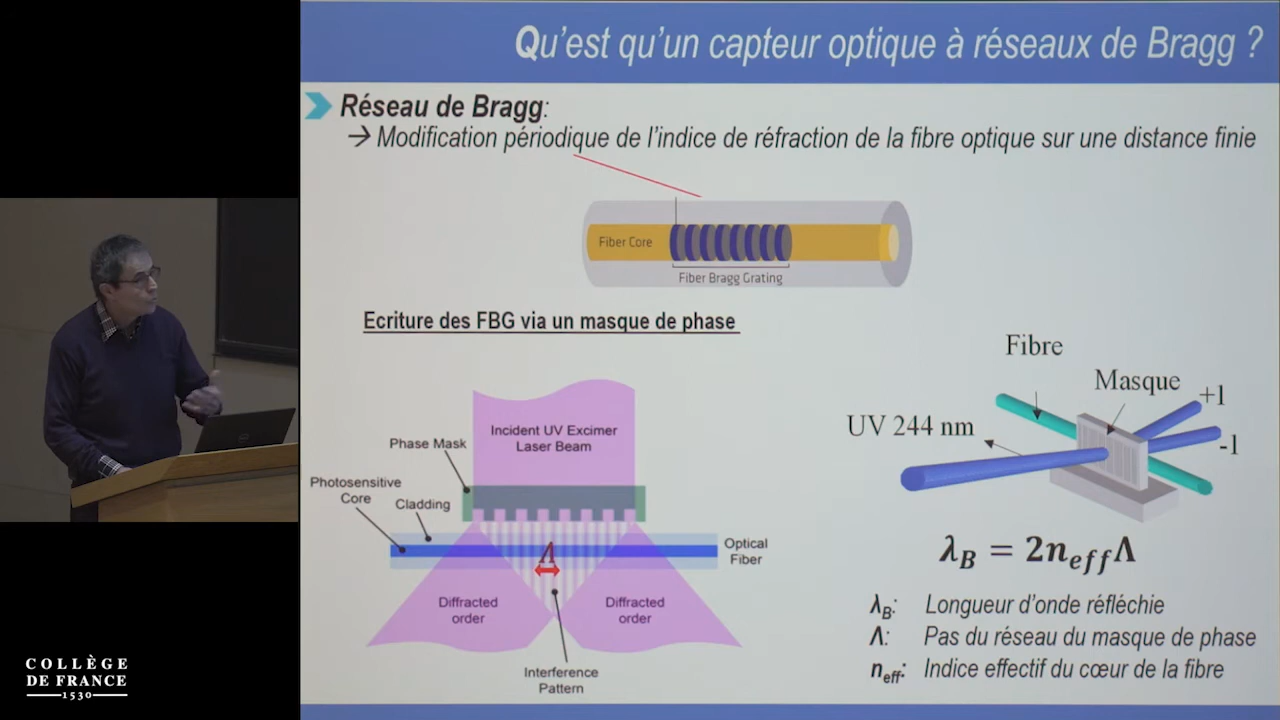 Qu'est qu'un capteur optique à réseaux de Bragg ?
Réseau de Bragg:
→ Modification périodique de l'indice de réfraction de la fibre optique sur une distance finie
Fiber Core
Fiber Bragg Grating
Ecriture des FBG via un masque de phase
Incident UV Excimer
Laser Beam
Phase Mask
Photosensitive
Core
Cladding
Λ
Optical
Fiber
Diffracted
order
Diffracted
order
Interference
Pattern
Fibre
Masque
+1
UV 244 nm
-1
λB = 2neffΛ
λB: Longueur d'onde réfléchie
Λ: Pas du réseau du masque de phase
neff: Indice effectif du cœur de la fibre
COLLÈGE
DE FRANCE
1530